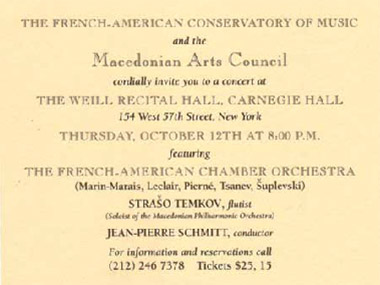 THE FRENCH-AMERICAN CONSERVATORY OF MUSIC
and the
Macedonian Arts Council
cordially invite you to a concert at
THE WEILL RECITAL HALL, CARNEGIE HALL
154 West 57th Street, New York
THURSDAY, OCTOBER 12TH AT 8:00 P.M.
featuring
THE FRENCH-AMERICAN CHAMBER ORCHESTRA
(Marin-Marais, Leclair, Pierné, Tsanev, Šuplevski)
STRAŠO TEMKOV, flutist
(Soloist of the Macedonian Philharmonic Orchestra)
JEAN-PIERRE SCHMITT, conductor
For information and reservations call
(212) 246 7378 Tickets $25, 15